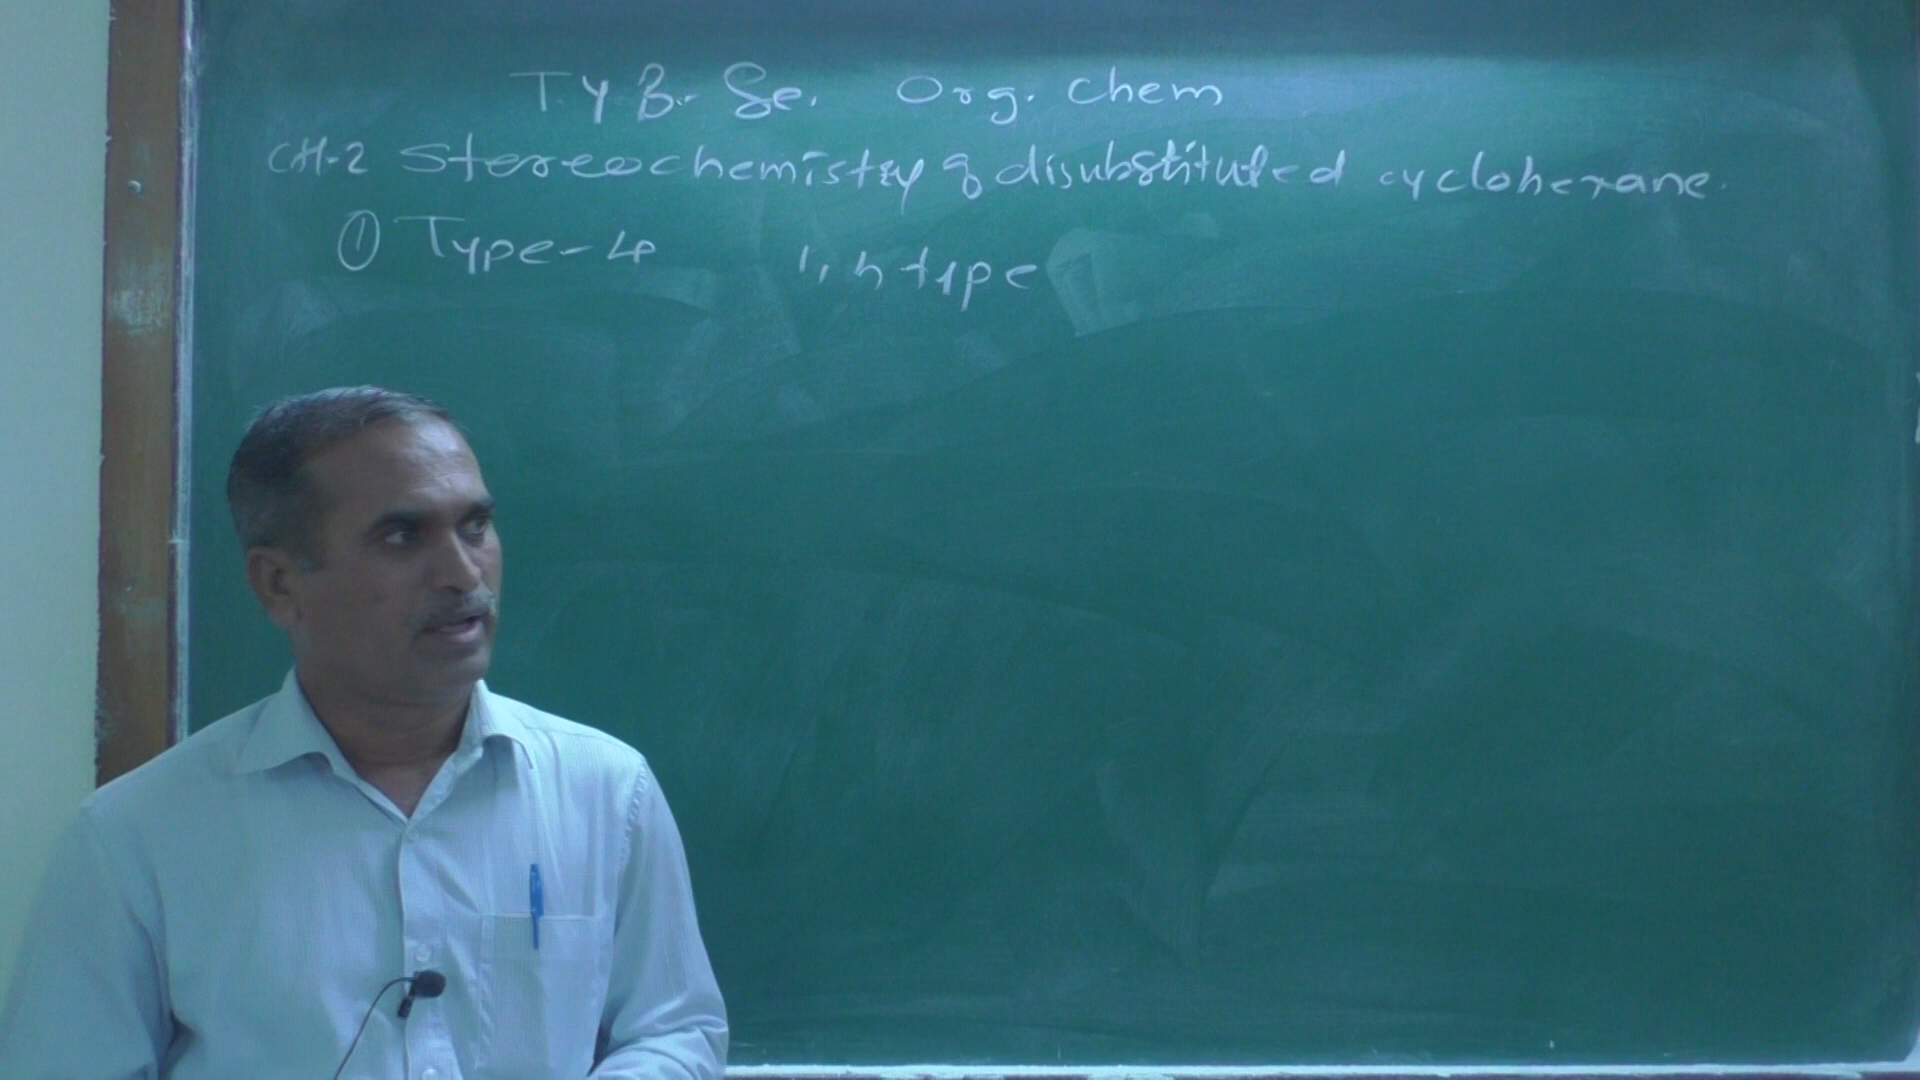 T.Y.B.Sc. Org. chem
CH-2 Stereochemistry of disubstituted cyclohexane.
① Type-4 1,4 type